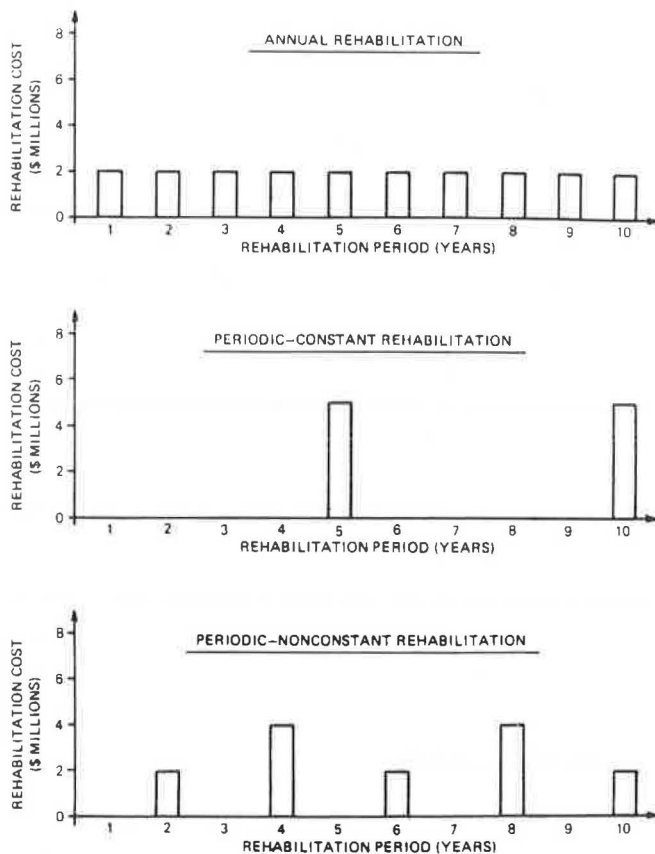 ANNUAL REHABILITATION
REHABILITATION COST
($ MILLIONS)
8
6
4
2
0
1 2 3 4 5 6 7 8 9 10
REHABILITATION PERIOD (YEARS)
PERIODIC–CONSTANT REHABILITATION
REHABILITATION COST
($ MILLIONS)
8
6
4
2
0
1 2 3 4 5 6 7 8 9 10
REHABILITATION PERIOD (YEARS)
PERIODIC–NONCONSTANT REHABILITATION
REHABILITATION COST
($ MILLIONS)
8
6
4
2
0
1 2 3 4 5 6 7 8 9 10
REHABILITATION PERIOD (YEARS)